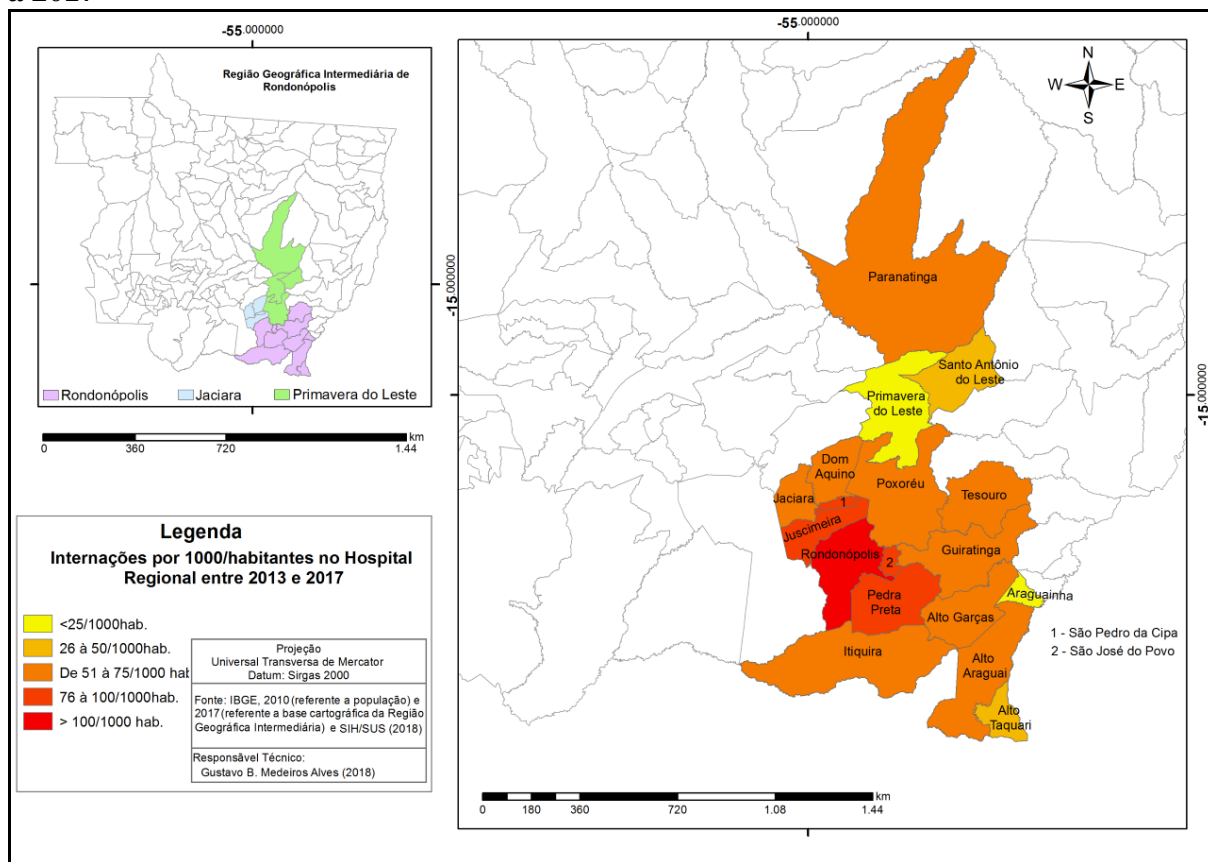 a 2017
-55.000000
Região Geográfica Intermediária de
Rondonópolis
-15.000000
Rondonópolis
Jaciara
Primavera do Leste
-55.000000
km
0
360
720
1.44
Legenda
Internações por 1000/habitantes no Hospital
Regional entre 2013 e 2017
<25/1000hab.
26 à 50/1000hab.
De 51 à 75/1000 hab
76 à 100/1000hab.
> 100/1000 hab.
Projeção
Universal Transversa de Mercator
Datum: Sirgas 2000
Fonte: IBGE, 2010 (referente a população) e
2017 (referente a base cartográfica da Região
Geográfica Intermediária) e SIH/SUS (2018)
Responsável Técnico:
Gustavo B. Medeiros Alves (2018)
-55.000000
N
W
E
S
-15.000000
Paranatinga
Santo Antônio
do Leste
Primavera
do Leste
Dom
Aquino
Poxoréu
Tesouro
Jaciara
1
Juscimeira
Rondonópolis
2
Guiratinga
Pedra
Preta
Araguainha
Alto Garças
1 - São Pedro da Cipa
2 - São José do Povo
Itiquira
Alto
Araguai
Alto
Taquari
km
0
180
360
720
1.08
1.44
-55.000000